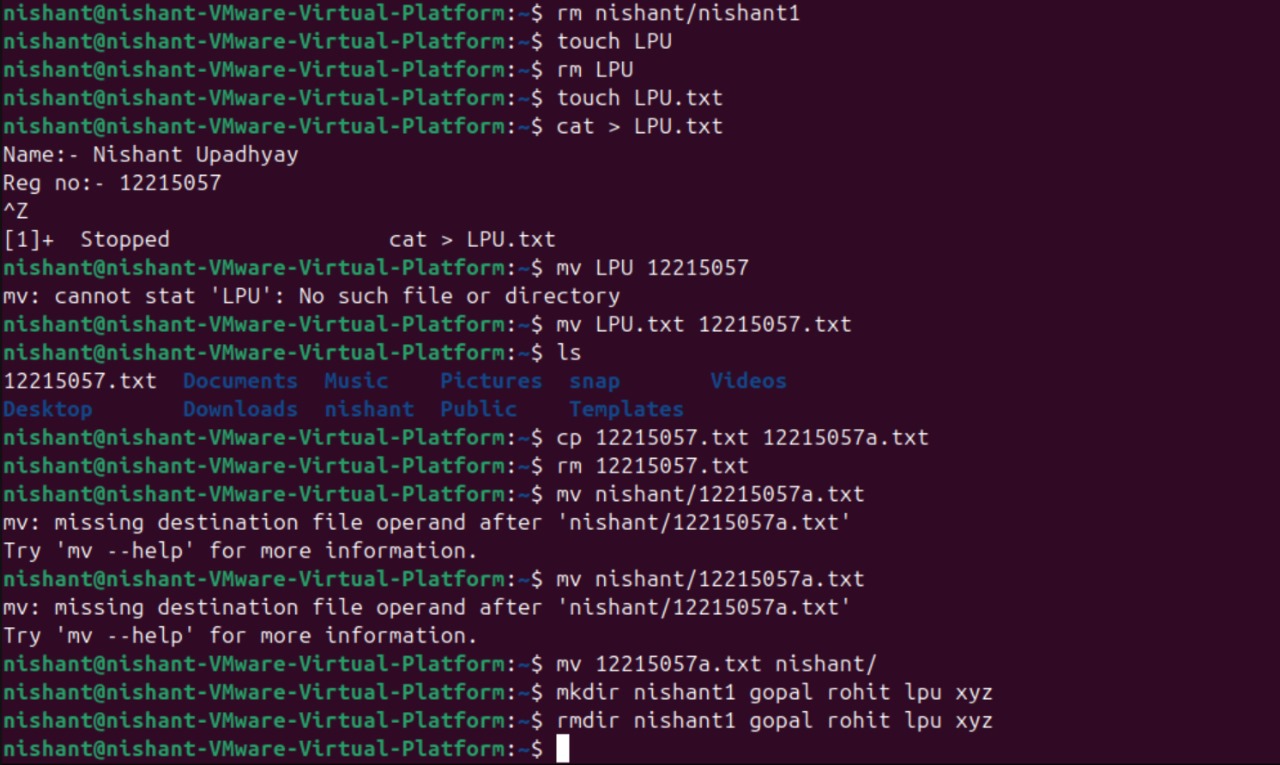 nishant@nishant-VMware-Virtual-Platform:~$ rm nishant/nishant1
nishant@nishant-VMware-Virtual-Platform:~$ touch LPU
nishant@nishant-VMware-Virtual-Platform:~$ rm LPU
nishant@nishant-VMware-Virtual-Platform:~$ touch LPU.txt
nishant@nishant-VMware-Virtual-Platform:~$ cat > LPU.txt
Name:- Nishant Upadhyay
Reg no:- 12215057
^Z
[1]+  Stopped                 cat > LPU.txt
nishant@nishant-VMware-Virtual-Platform:~$ mv LPU 12215057
mv: cannot stat 'LPU': No such file or directory
nishant@nishant-VMware-Virtual-Platform:~$ mv LPU.txt 12215057.txt
nishant@nishant-VMware-Virtual-Platform:~$ ls
12215057.txt  Documents  Music    Pictures  snap       Videos
Desktop       Downloads  nishant  Public    Templates
nishant@nishant-VMware-Virtual-Platform:~$ cp 12215057.txt 12215057a.txt
nishant@nishant-VMware-Virtual-Platform:~$ rm 12215057.txt
nishant@nishant-VMware-Virtual-Platform:~$ mv nishant/12215057a.txt
mv: missing destination file operand after 'nishant/12215057a.txt'
Try 'mv --help' for more information.
nishant@nishant-VMware-Virtual-Platform:~$ mv nishant/12215057a.txt
mv: missing destination file operand after 'nishant/12215057a.txt'
Try 'mv --help' for more information.
nishant@nishant-VMware-Virtual-Platform:~$ mv 12215057a.txt nishant/
nishant@nishant-VMware-Virtual-Platform:~$ mkdir nishant1 gopal rohit lpu xyz
nishant@nishant-VMware-Virtual-Platform:~$ rmdir nishant1 gopal rohit lpu xyz
nishant@nishant-VMware-Virtual-Platform:~$